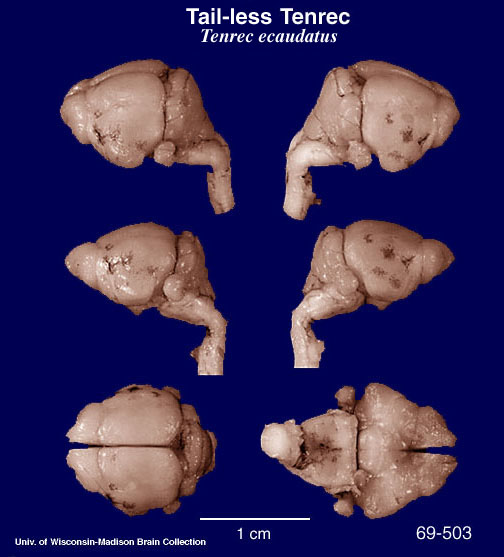 Tail-less Tenrec
Tenrec ecaudatus
1 cm
69-503
Univ. of Wisconsin-Madison Brain Collection